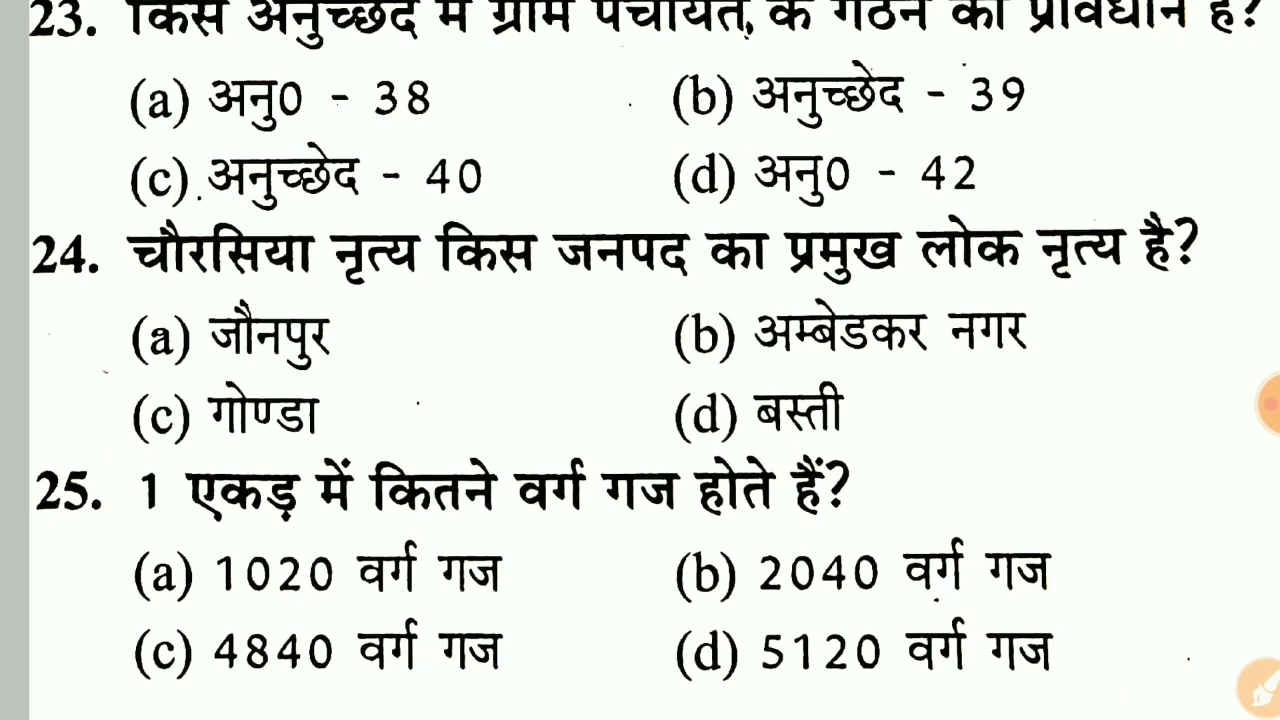 23. किस अनुच्छेद में ग्राम पंचायत, के गठन का प्रावधान है?
(a) अनु0 - 38 (b) अनुच्छेद - 39
(c) अनुच्छेद - 40 (d) अनु0 - 42
24. चौरसिया नृत्य किस जनपद का प्रमुख लोक नृत्य है?
(a) जौनपुर (b) अम्बेडकर नगर
(c) गोण्डा (d) बस्ती
25. 1 एकड़ में कितने वर्ग गज होते हैं?
(a) 1020 वर्ग गज (b) 2040 वर्ग गज
(c) 4840 वर्ग गज (d) 5120 वर्ग गज